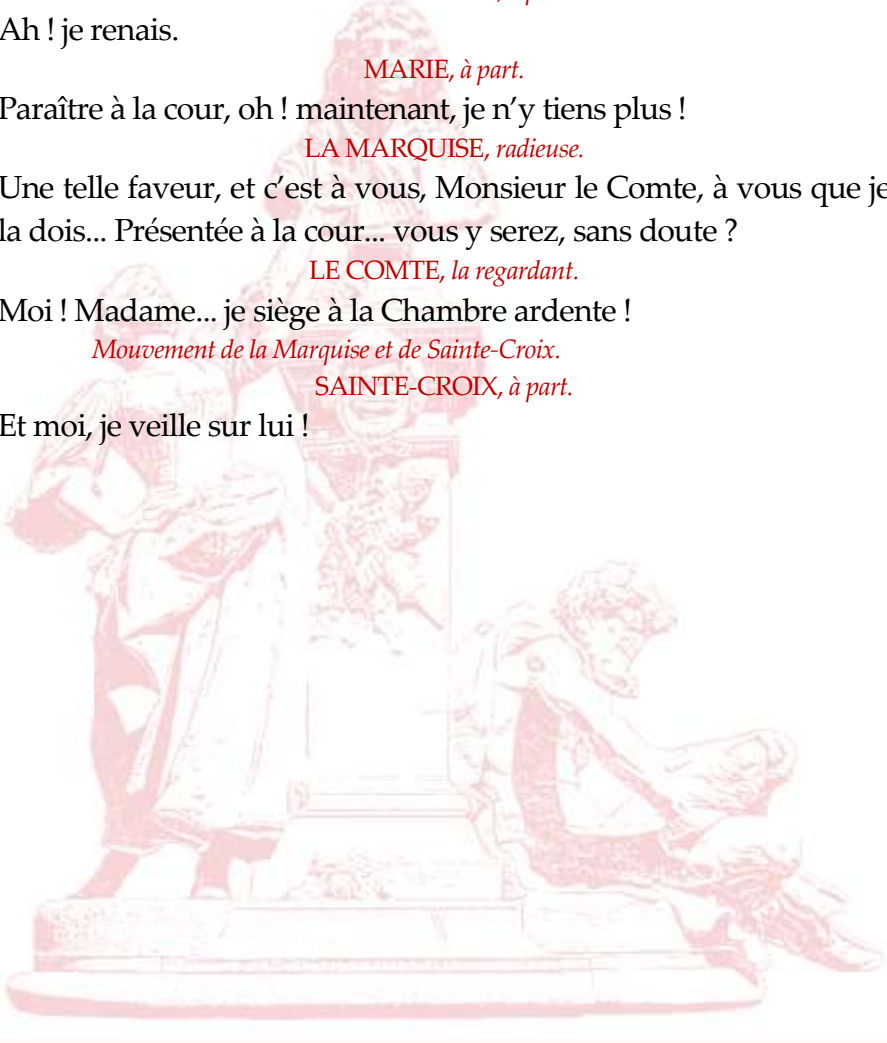 Ah ! je renais.
MARIE, à part.
Paraître à la cour, oh ! maintenant, je n’y tiens plus !
LA MARQUISE, radieuse.
Une telle faveur, et c’est à vous, Monsieur le Comte, à vous que je
la dois... Présentée à la cour... vous y serez, sans doute ?
LE COMTE, la regardant.
Moi ! Madame... je siège à la Chambre ardente !
Mouvement de la Marquise et de Sainte-Croix.
SAINTE-CROIX, à part.
Et moi, je veille sur lui !